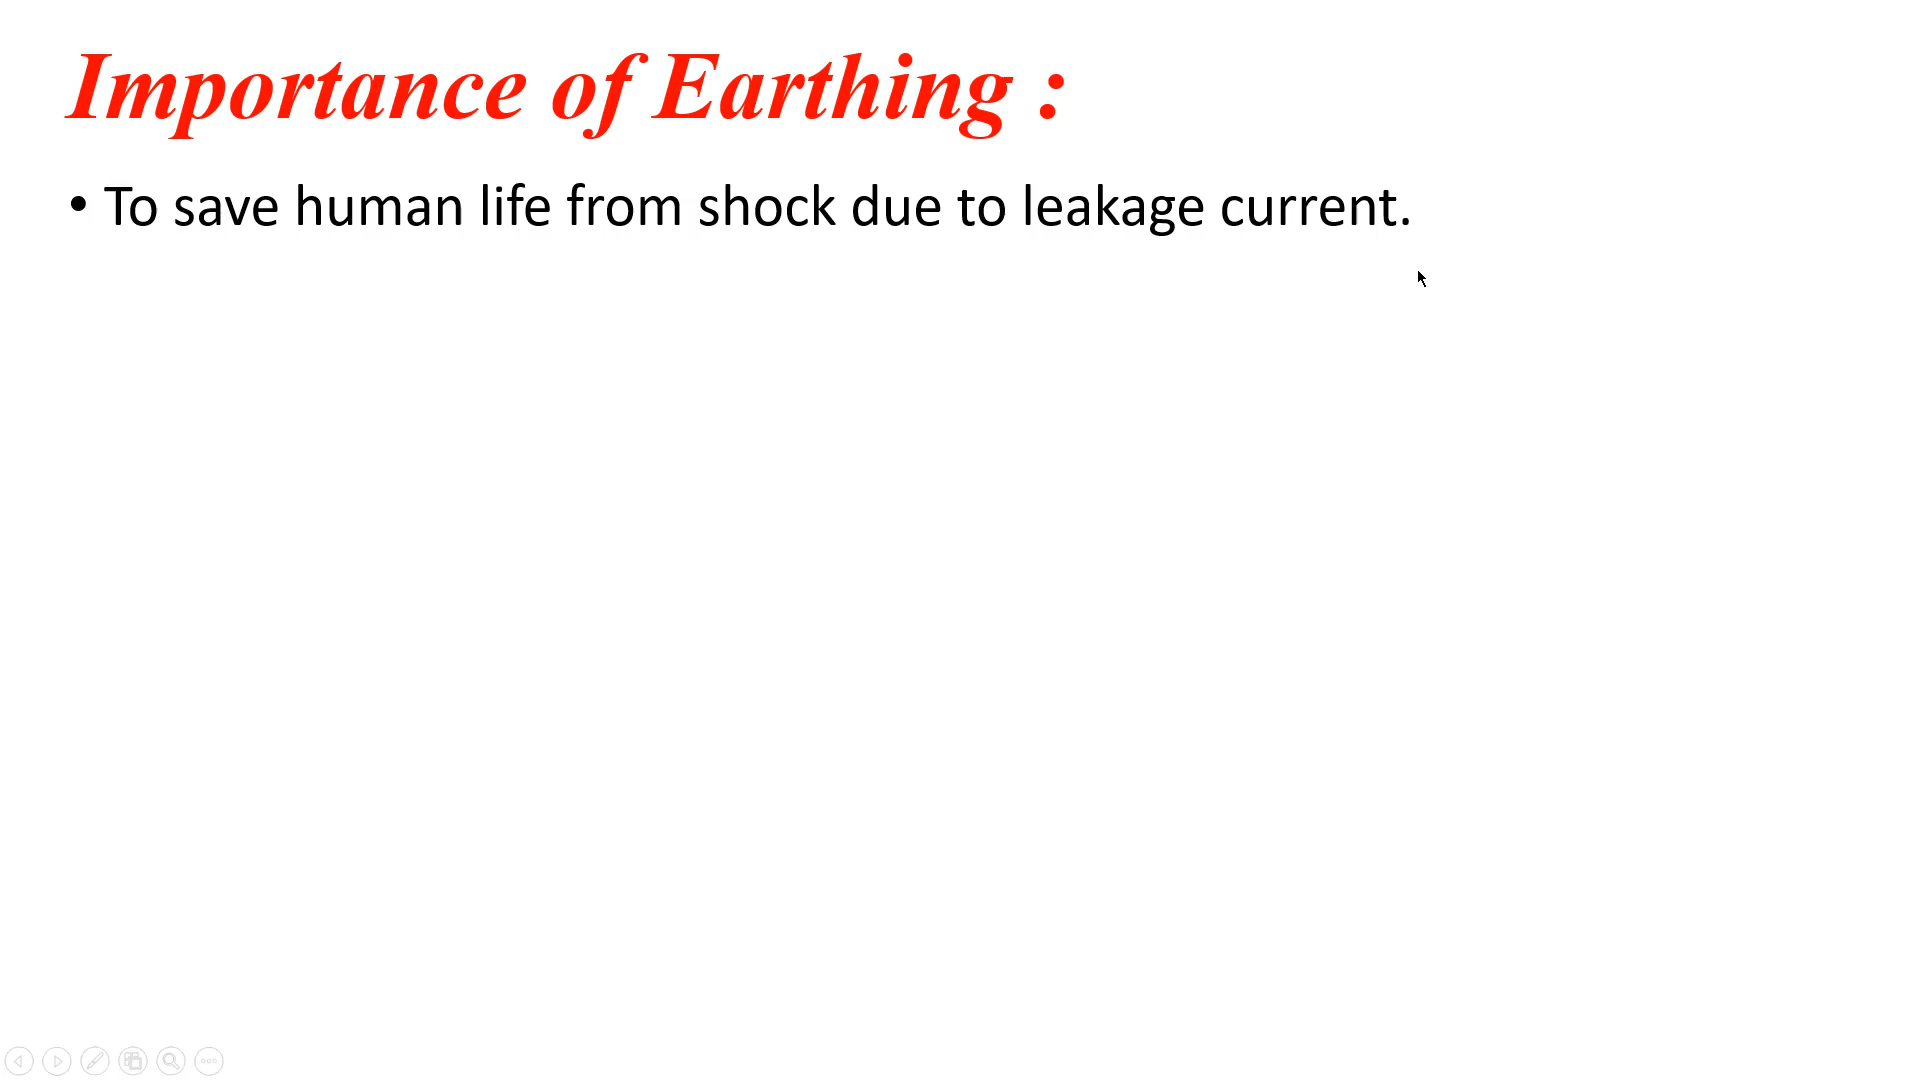 Importance of Earthing :
• To save human life from shock due to leakage current.